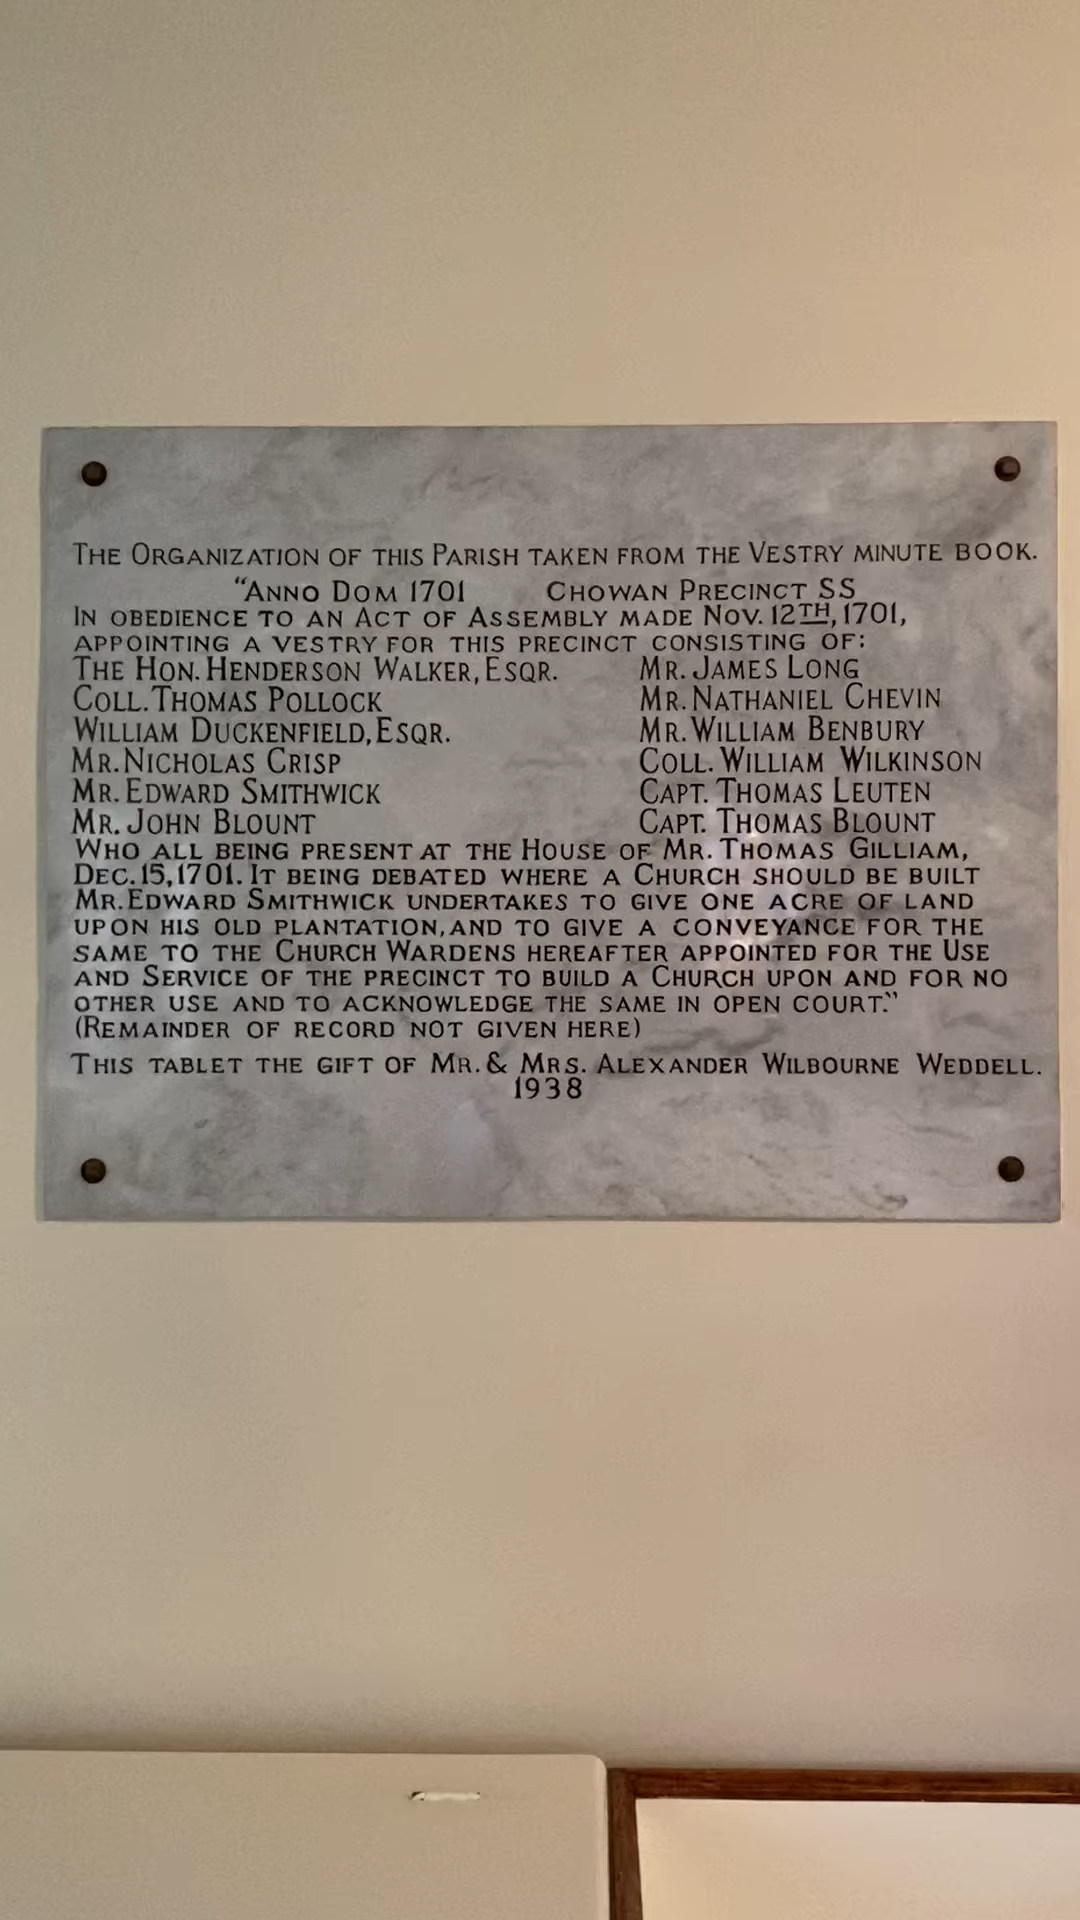 The Organization of this Parish taken from the Vestry minute book.
"Anno Dom 1701 Chowan Precinct SS
In obedience to an Act of Assembly made Nov. 12th, 1701,
appointing a vestry for this precinct consisting of:
The Hon. Henderson Walker, Esqr. Mr. James Long
Coll. Thomas Pollock Mr. Nathaniel Chevin
William Duckenfield, Esqr. Mr. William Benbury
Mr. Nicholas Crisp Coll. William Wilkinson
Mr. Edward Smithwick Capt. Thomas Leuten
Mr. John Blount Capt. Thomas Blount
Who all being present at the House of Mr. Thomas Gilliam,
Dec. 15, 1701. It being debated where a Church should be built
Mr. Edward Smithwick undertakes to give one acre of land
upon his old plantation, and to give a conveyance for the
same to the Church Wardens hereafter appointed for the Use
and Service of the precinct to build a Church upon and for no
other use and to acknowledge the same in open court."
(Remainder of record not given here)
This tablet the gift of Mr. & Mrs. Alexander Wilbourne Weddell.
1938